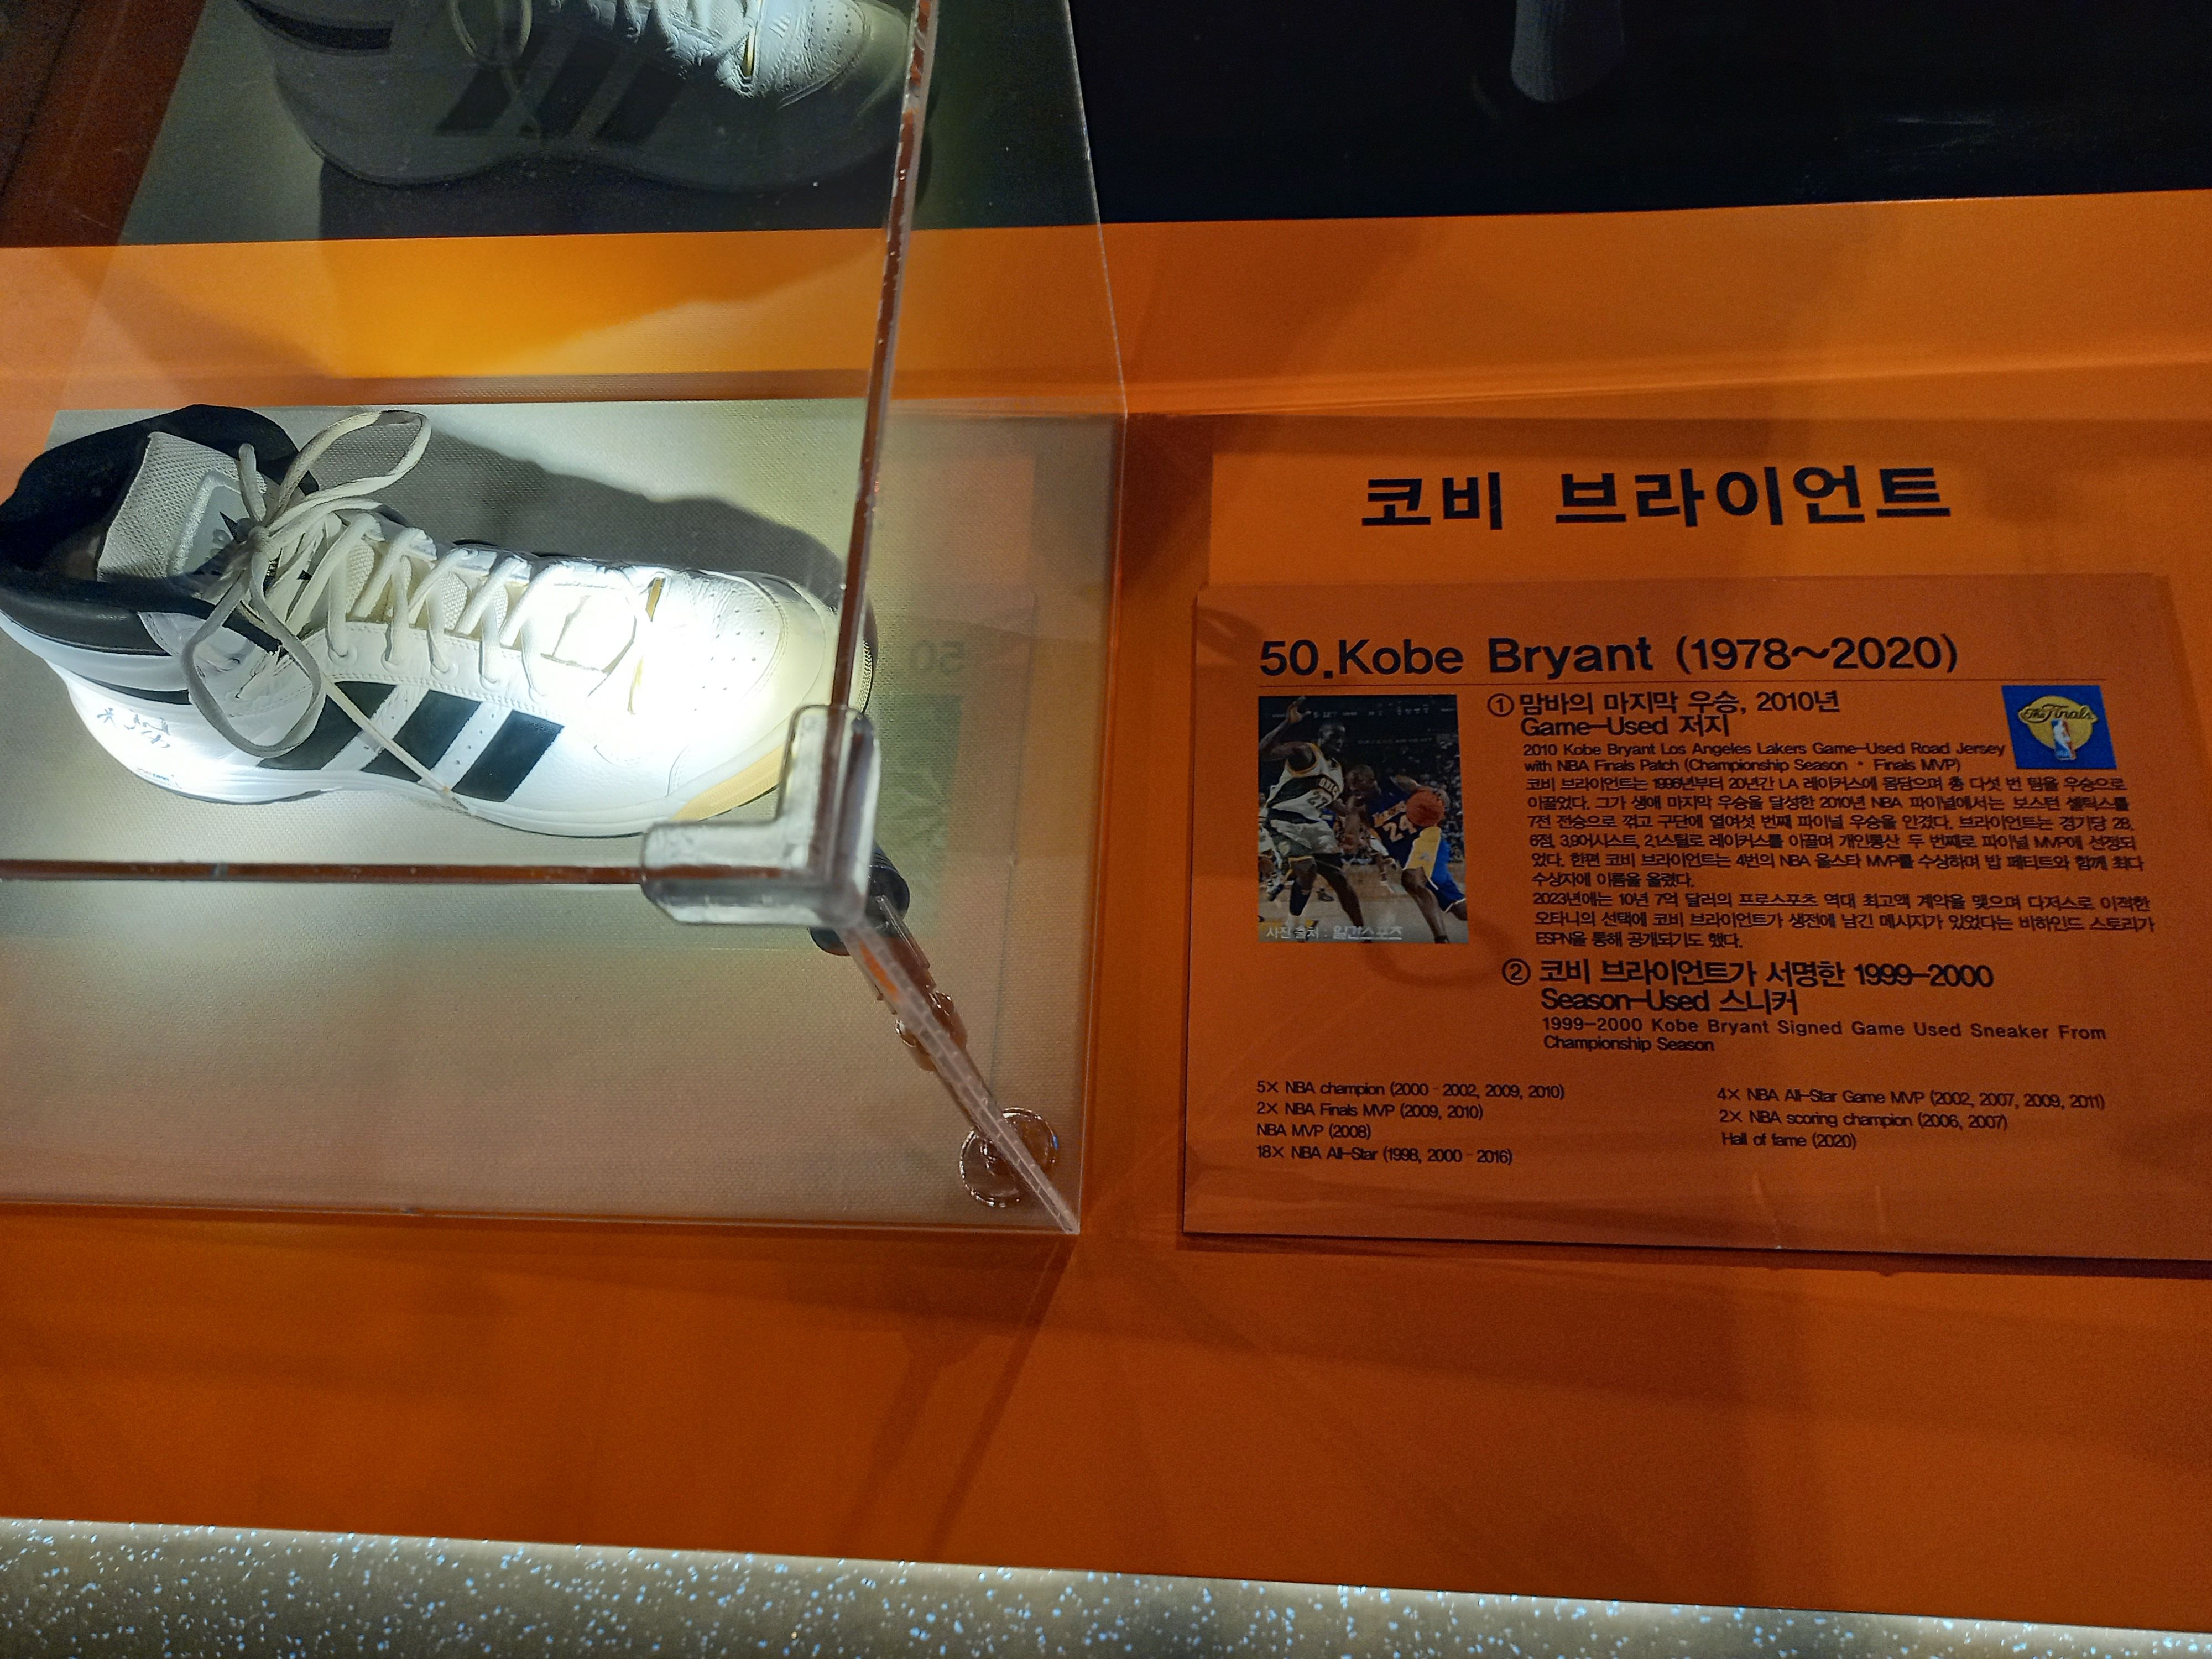 코비 브라이언트
50.Kobe Bryant (1978~2020)
① 맘바의 마지막 우승, 2010년
Game-Used 저지
2010 Kobe Bryant Los Angeles Lakers Game-Used Road Jersey
with NBA Finals Patch (Championship Season • Finals MVP)
코비 브라이언트는 1996년부터 20년간 LA 레이커스에 몸담으며 총 다섯 번 팀을 우승으로
이끌었다. 그가 생애 마지막 우승을 달성한 2010년 NBA 파이널에서는 보스턴 셀틱스를
7전 전승으로 꺾고 구단에 열여섯 번째 파이널 우승을 안겼다. 브라이언트는 경기당 28.
6점, 3.9어시스트, 2.1스틸로 레이커스를 이끌며 개인통산 두 번째로 파이널 MVP에 선정되
었다. 한편 코비 브라이언트는 4번의 NBA 올스타 MVP를 수상하며 밥 페티트와 함께 최다
수상자에 이름을 올렸다.
2023년에는 10년 7억 달러의 프로스포츠 역대 최고액 계약을 맺으며 다저스로 이적한
오타니의 선택에 코비 브라이언트가 생전에 남긴 메시지가 있었다는 비하인드 스토리가
ESPN을 통해 공개되기도 했다.
The Finals
24
사진 출처 : 일간스포츠
② 코비 브라이언트가 서명한 1999-2000
Season-Used 스니커
1999-2000 Kobe Bryant Signed Game Used Sneaker From
Championship Season
5X NBA champion (2000 - 2002, 2009, 2010)
2X NBA Finals MVP (2009, 2010)
NBA MVP (2008)
18X NBA All-Star (1998, 2000 - 2016)
4X NBA All-Star Game MVP (2002, 2007, 2009, 2011)
2X NBA scoring champion (2006, 2007)
Hall of fame (2020)